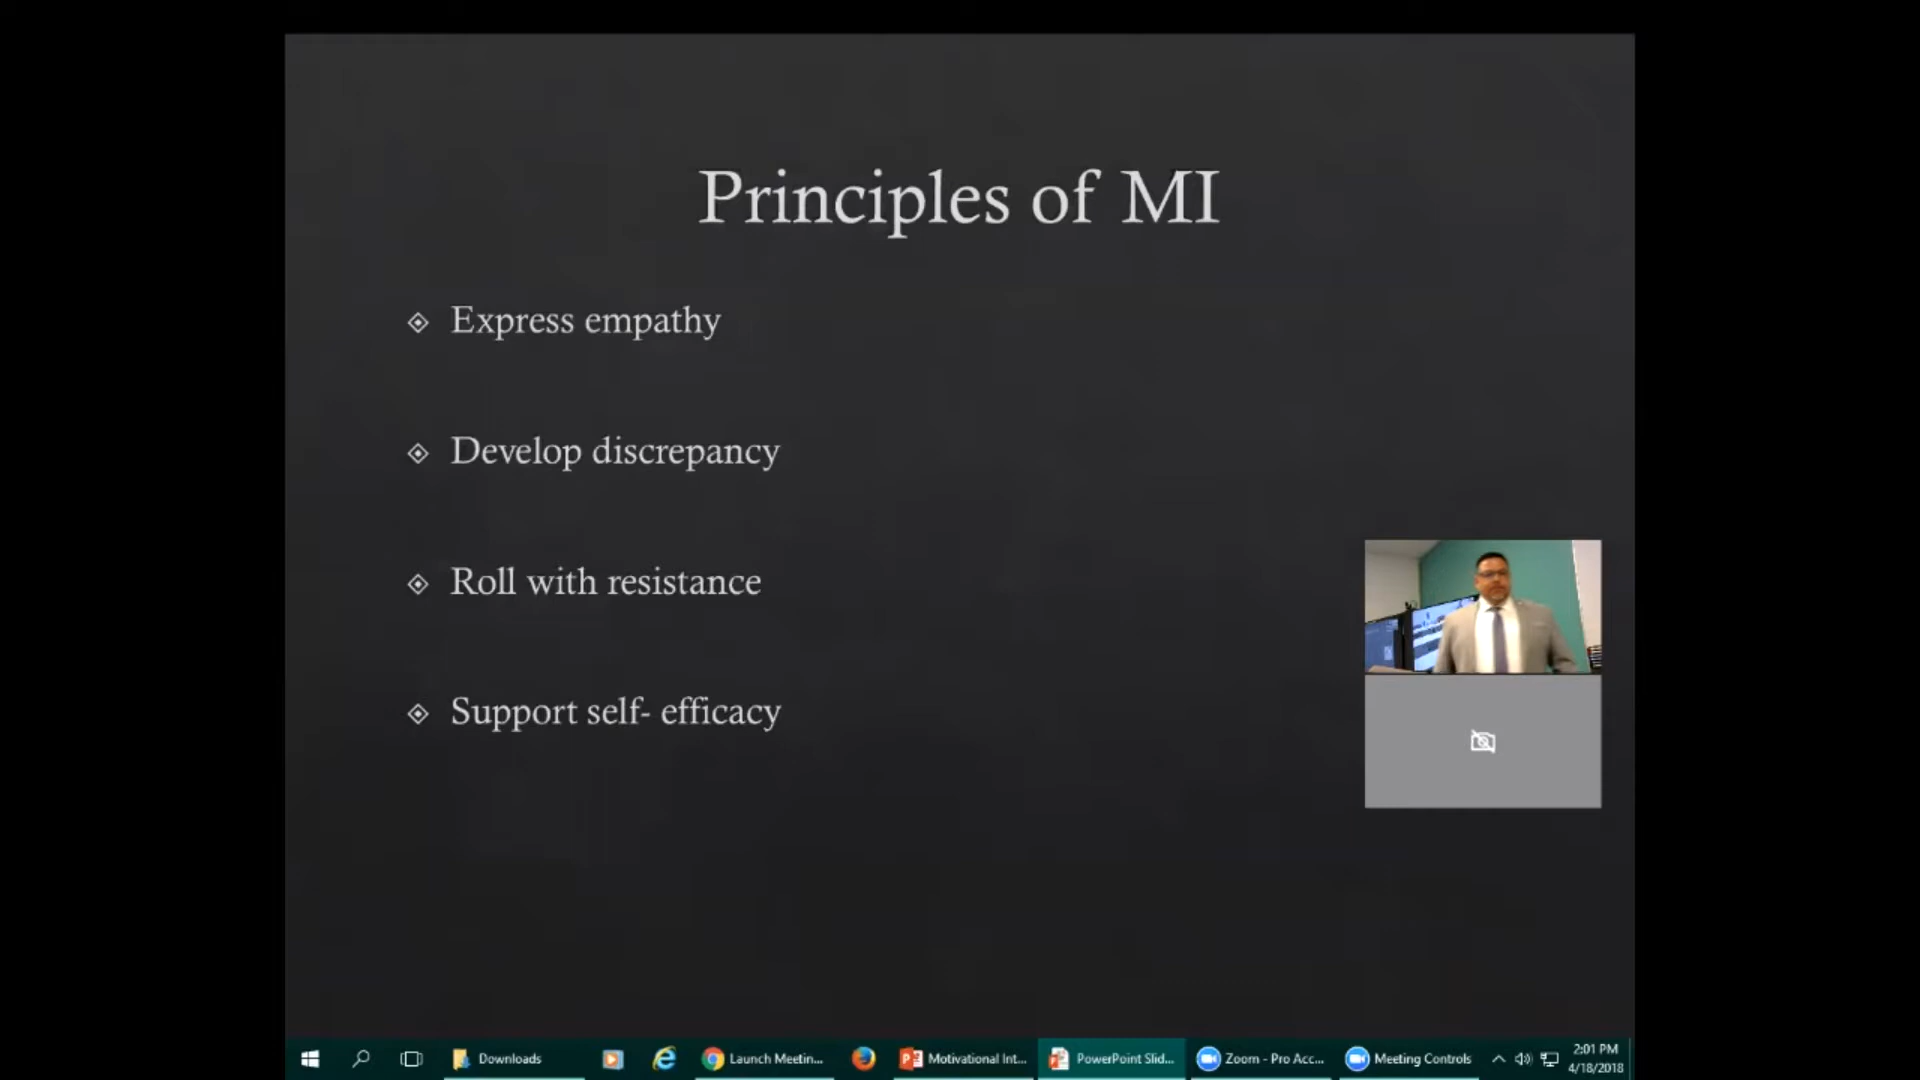 Principles of MI
Express empathy
Develop discrepancy
Roll with resistance
Support self- efficacy
Downloads
Launch Meetin...
Motivational Int...
PowerPoint Slid...
Zoom - Pro Acc...
Meeting Controls
2:01 PM
4/18/2018